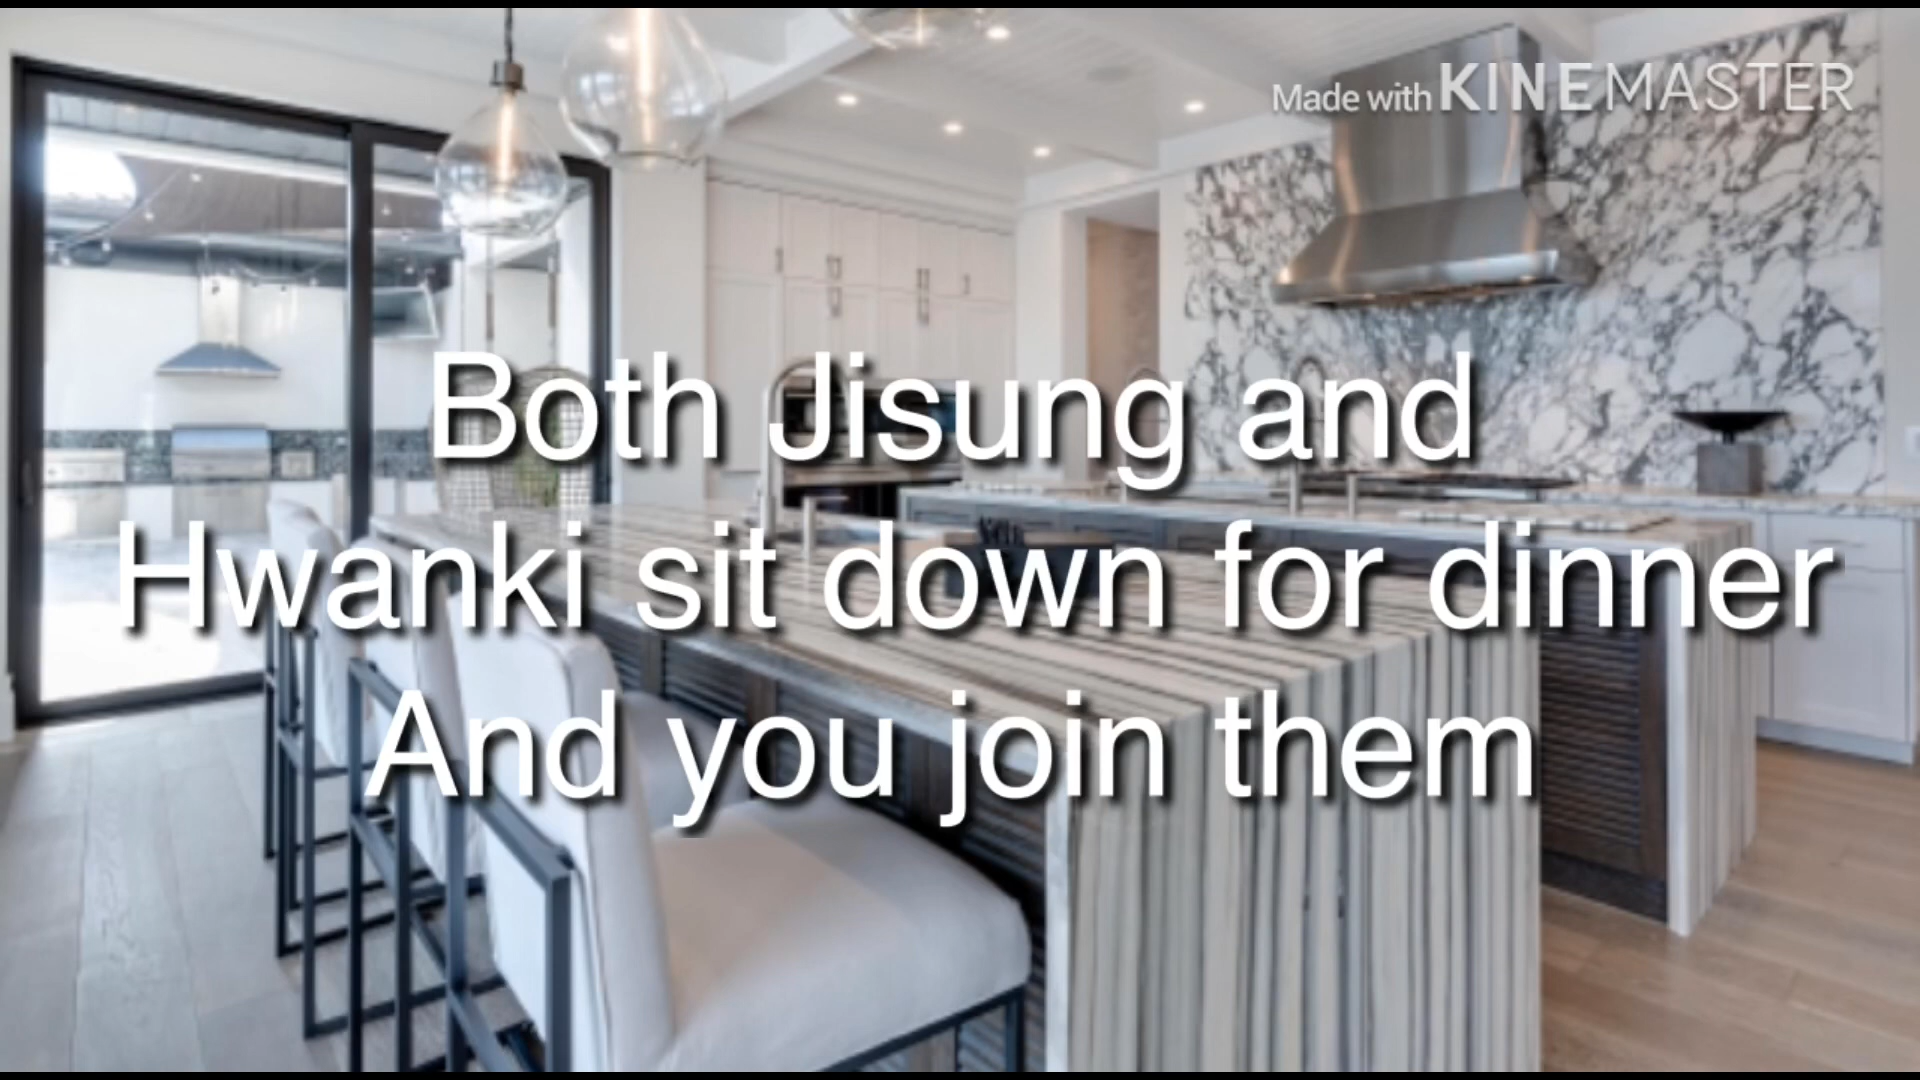 Made with KINEMASTER
Both Jisung and
Hwanki sit down for dinner
And you join them